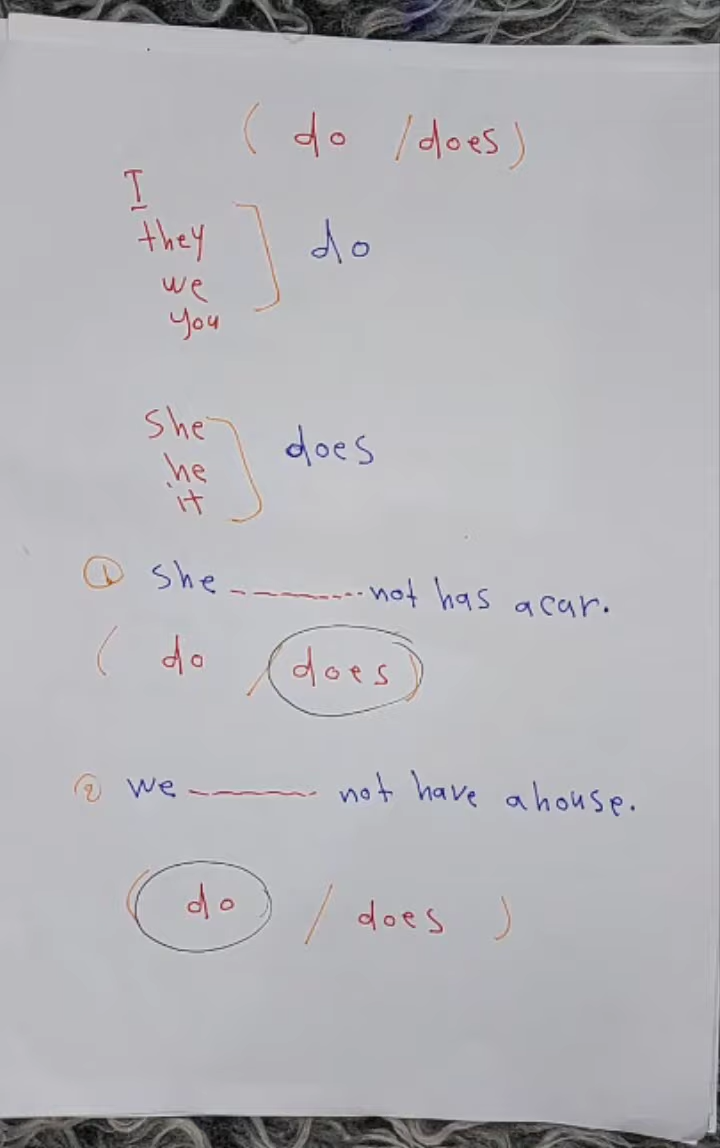 ( do / does )
I
they
we
you
do
she
he
it
does
1 she ---------- not has a car.
( do / does )
2 we ---------- not have a house.
( do / does )